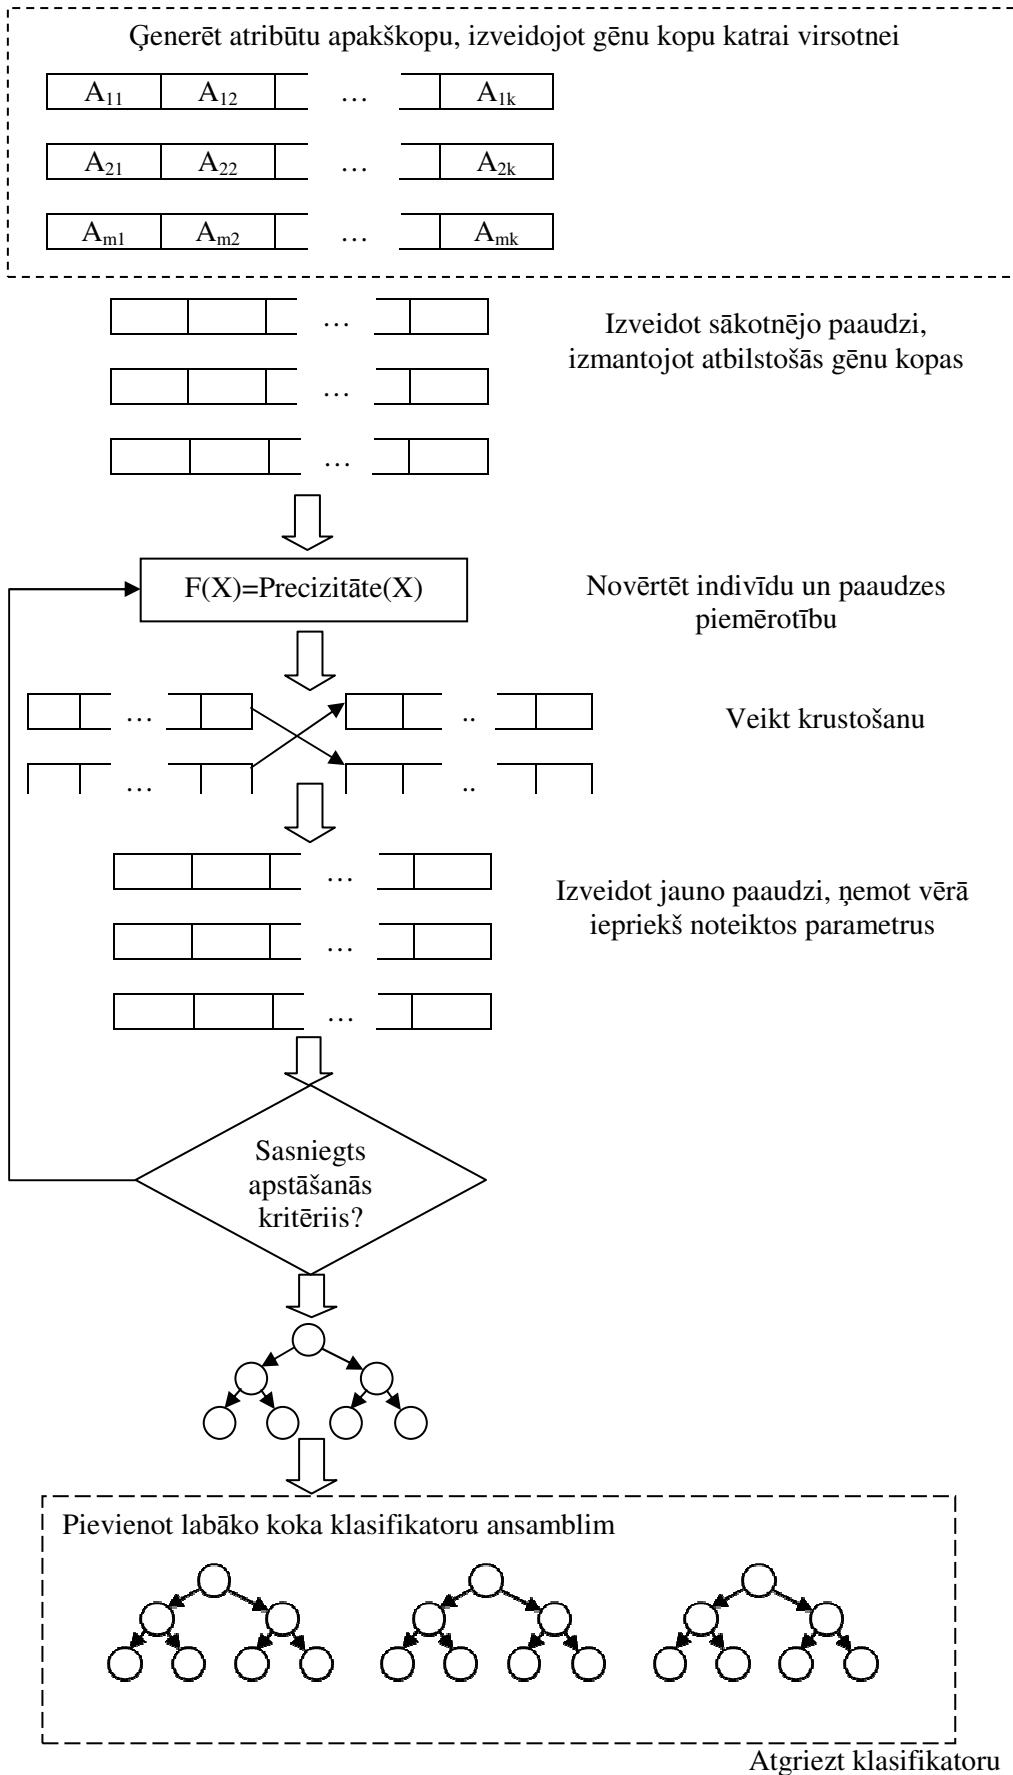 Ģenerēt atribūtu apakškopu, izveidojot gēnu kopu katrai virsotnei
A11 A12 … A1k
A21 A22 … A2k
Am1 Am2 … Amk
…
…
…
Izveidot sākotnējo paaudzi,
izmantojot atbilstošās gēnu kopas
F(X)=Precizitāte(X)
Novērtēt indivīdu un paaudzes
piemērotību
… ..
… ..
Veikt krustošanu
…
…
…
Izveidot jauno paaudzi, ņemot vērā
iepriekš noteiktos parametrus
Sasniegts
apstāšanās
kritērijs?
Pievienot labāko koka klasifikatoru ansamblim
Atgriezt klasifikatoru